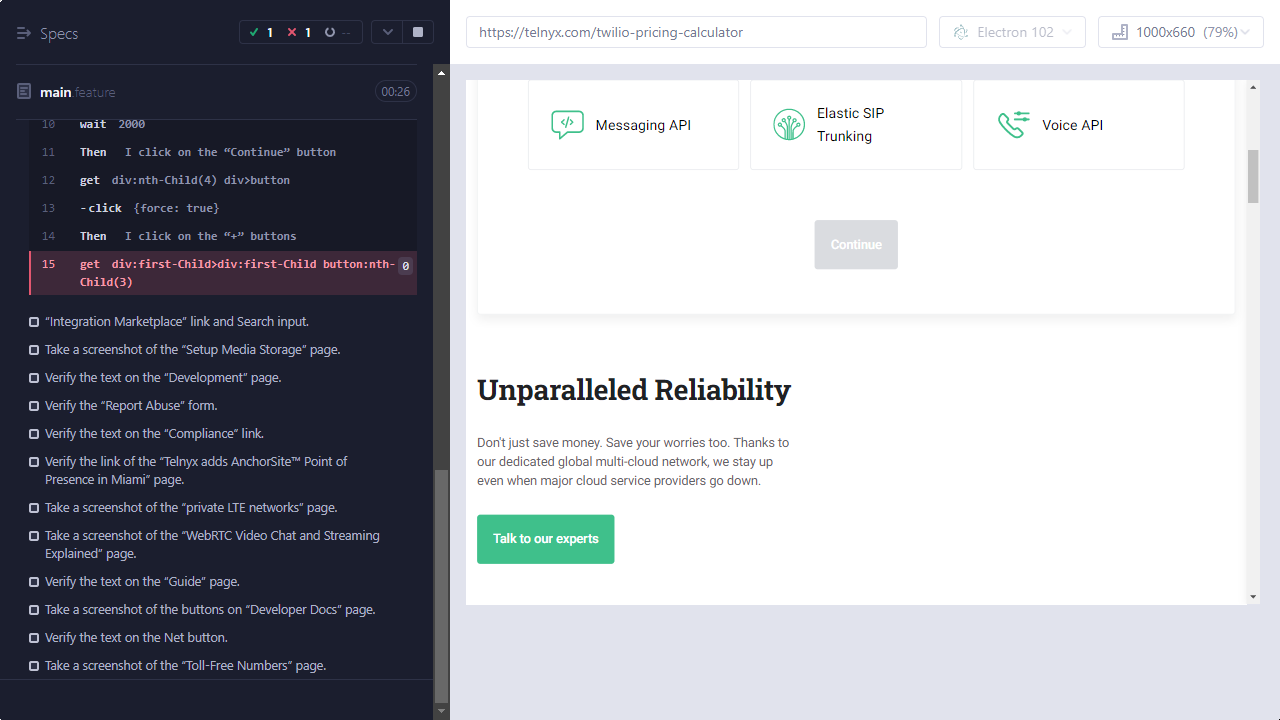 Specs
1
1
--
main.feature
00:26
10 wait 2000
11 Then I click on the “Continue” button
12 get div:nth-Child(4) div>button
13 -click {force: true}
14 Then I click on the “+” buttons
15 get div:first-Child>div:first-Child button:nth-
Child(3)
0
“Integration Marketplace” link and Search input.
Take a screenshot of the “Setup Media Storage” page.
Verify the text on the “Development” page.
Verify the “Report Abuse” form.
Verify the text on the “Compliance” link.
Verify the link of the “Telnyx adds AnchorSite™ Point of
Presence in Miami” page.
Take a screenshot of the “private LTE networks” page.
Take a screenshot of the “WebRTC Video Chat and Streaming
Explained” page.
Verify the text on the “Guide” page.
Take a screenshot of the buttons on “Developer Docs” page.
Verify the text on the Net button.
Take a screenshot of the “Toll-Free Numbers” page.
https://telnyx.com/twilio-pricing-calculator
Electron 102
1000x660 (79%)
Messaging API
Elastic SIP
Trunking
Voice API
Continue
Unparalleled Reliability
Don't just save money. Save your worries too. Thanks to
our dedicated global multi-cloud network, we stay up
even when major cloud service providers go down.
Talk to our experts